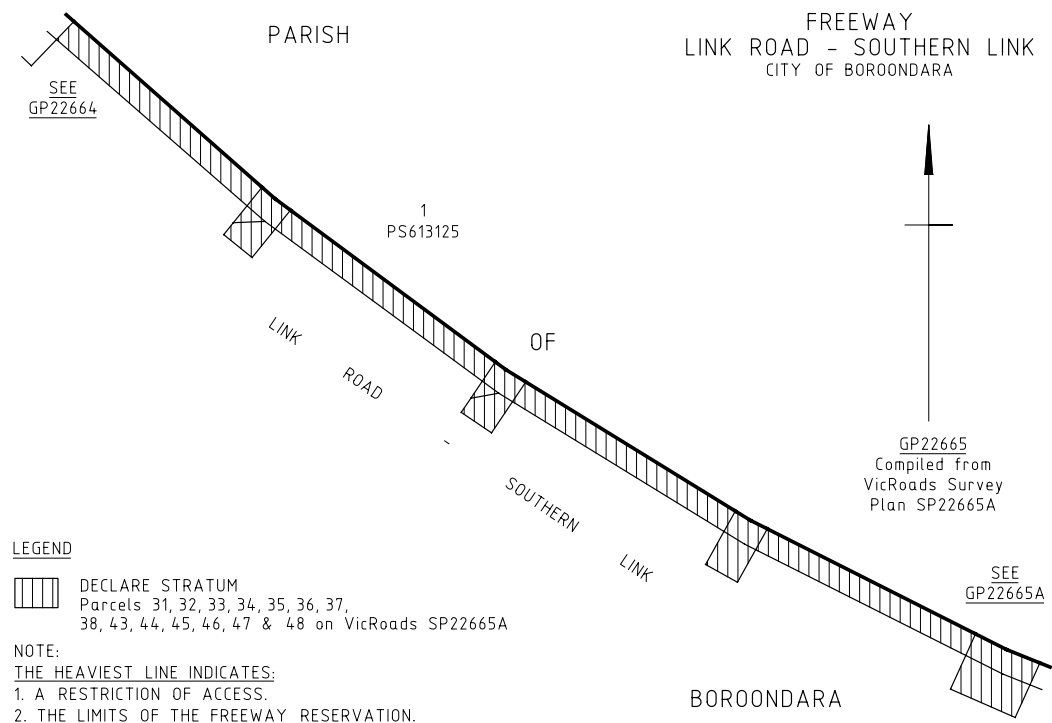 PARISH
FREEWAY
LINK ROAD - SOUTHERN LINK
CITY OF BOROONDARA
SEE
GP22664
1
PS613125
OF
LINK ROAD - SOUTHERN LINK
GP22665
Compiled from
VicRoads Survey
Plan SP22665A
SEE
GP22665A
LEGEND
DECLARE STRATUM
Parcels 31, 32, 33, 34, 35, 36, 37,
38, 43, 44, 45, 46, 47 & 48 on VicRoads SP22665A
NOTE:
THE HEAVIEST LINE INDICATES:
1. A RESTRICTION OF ACCESS.
2. THE LIMITS OF THE FREEWAY RESERVATION.
BOROONDARA